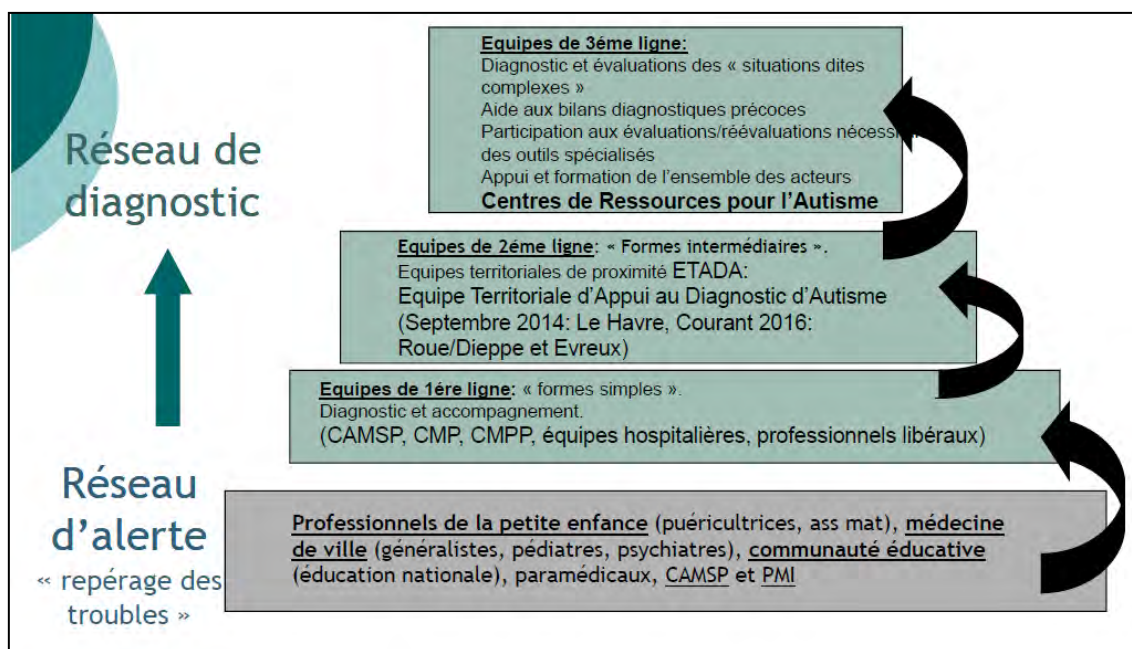 Equipes de 3éme ligne:
Diagnostic et évaluations des « situations dites
complexes »
Aide aux bilans diagnostiques précoces
Participation aux évaluations/réévaluations
des outils spécialisés
Appui et formation de l'ensemble des acteurs
Centres de Ressources pour l'Autisme
Réseau de
diagnostic
Equipes de 2éme ligne: « Formes intermédiaires ».
Equipes territoriales de proximité ETADA:
Equipe Territoriale d'Appui au Diagnostic d'Autisme
(Septembre 2014: Le Havre, Courant 2016:
Roue/Dieppe et Evreux)
Equipes de 1ére ligne: « formes simples ».
Diagnostic et accompagnement.
(CAMSP, CMP, CMPP, équipes hospitalières, professionnels libéraux)
Réseau
d'alerte
« repérage des
troubles »
Professionnels de la petite enfance (puéricultrices, ass mat), médecine
de ville (généralistes, pédiatres, psychiatres), communauté éducative
(éducation nationale), paramédicaux, CAMSP et PMI